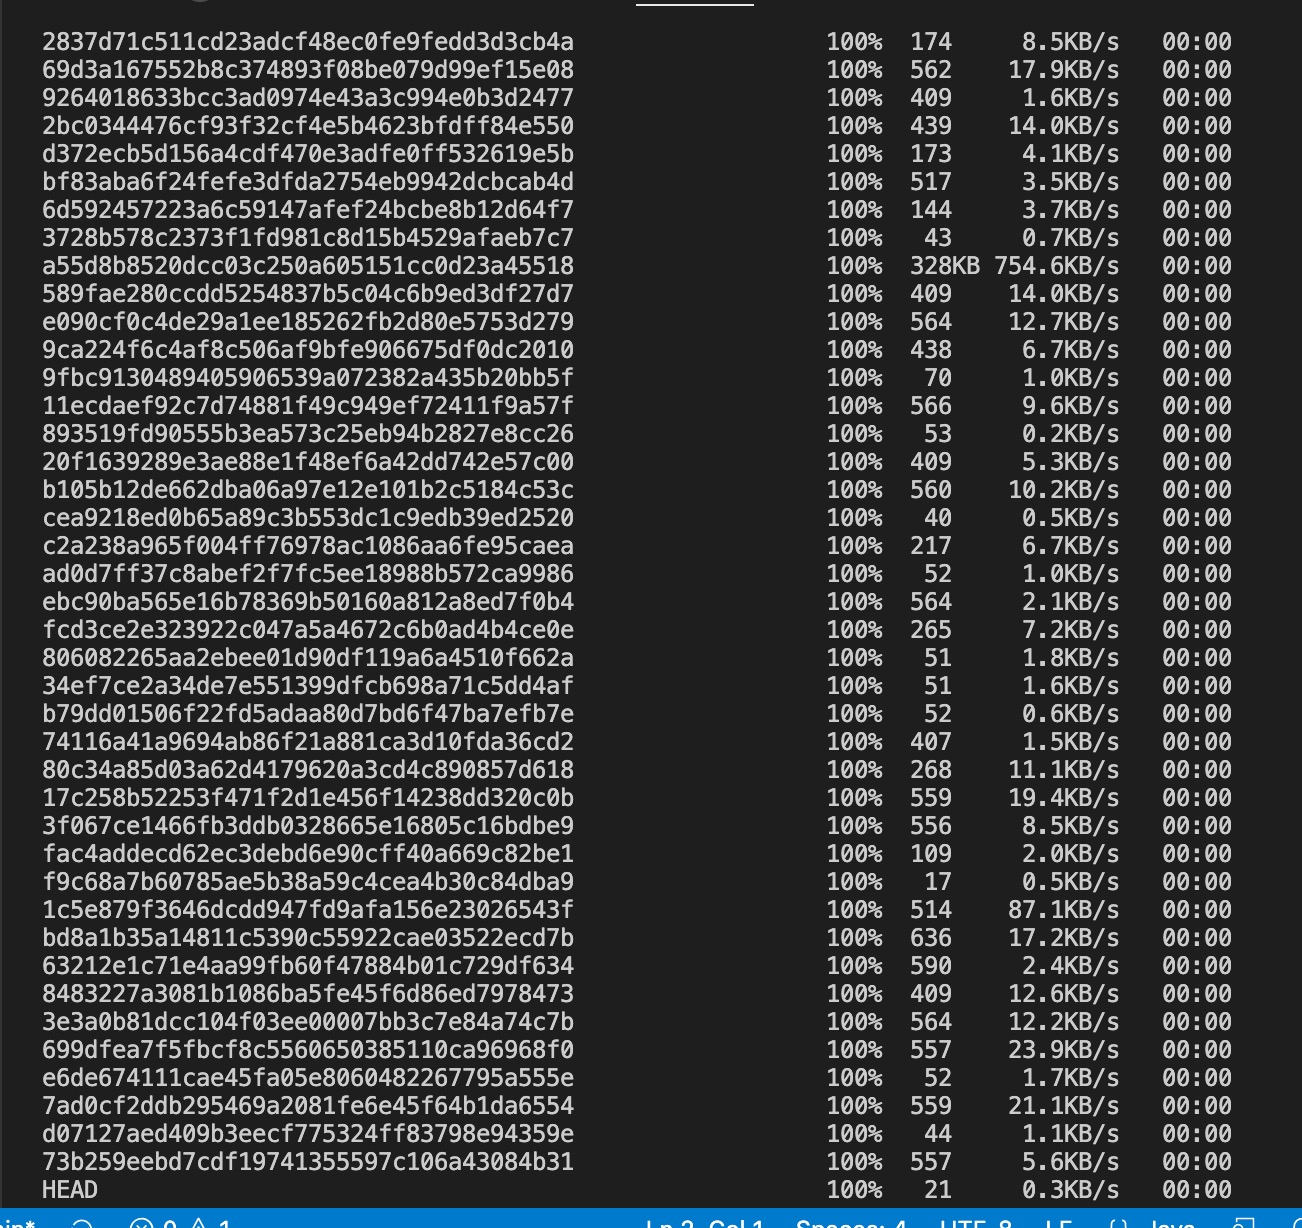 2837d71c511cd23adcf48ec0fe9fedd3d3cb4a 100% 174 8.5KB/s 00:00
69d3a167552b8c374893f08be079d99ef15e08 100% 562 17.9KB/s 00:00
9264018633bcc3ad0974e43a3c994e0b3d2477 100% 409 1.6KB/s 00:00
2bc0344476cf93f32cf4e5b4623bfdff84e550 100% 439 14.0KB/s 00:00
d372ecb5d156a4cdf470e3adfe0ff532619e5b 100% 173 4.1KB/s 00:00
bf83aba6f24fefe3dfda2754eb9942dcbcab4d 100% 517 3.5KB/s 00:00
6d592457223a6c59147afef24bcbe8b12d64f7 100% 144 3.7KB/s 00:00
3728b578c2373f1fd981c8d15b4529afaeb7c7 100% 43 0.7KB/s 00:00
a55d8b8520dcc03c250a605151cc0d23a45518 100% 328KB 754.6KB/s 00:00
589fae280ccdd5254837b5c04c6b9ed3df27d7 100% 409 14.0KB/s 00:00
e090cf0c4de29a1ee185262fb2d80e5753d279 100% 564 12.7KB/s 00:00
9ca224f6c4af8c506af9bfe906675df0dc2010 100% 438 6.7KB/s 00:00
9fbc9130489405906539a072382a435b20bb5f 100% 70 1.0KB/s 00:00
11ecdaef92c7d74881f49c949ef72411f9a57f 100% 566 9.6KB/s 00:00
893519fd90555b3ea573c25eb94b2827e8cc26 100% 53 0.2KB/s 00:00
20f1639289e3ae88e1f48ef6a42dd742e57c00 100% 409 5.3KB/s 00:00
b105b12de662dba06a97e12e101b2c5184c53c 100% 560 10.2KB/s 00:00
cea9218ed0b65a89c3b553dc1c9edb39ed2520 100% 40 0.5KB/s 00:00
c2a238a965f004ff76978ac1086aa6fe95caea 100% 217 6.7KB/s 00:00
ad0d7ff37c8abef2f7fc5ee18988b572ca9986 100% 52 1.0KB/s 00:00
ebc90ba565e16b78369b50160a812a8ed7f0b4 100% 564 2.1KB/s 00:00
fcd3ce2e323922c047a5a4672c6b0ad4b4ce0e 100% 265 7.2KB/s 00:00
806082265aa2ebee01d90df119a6a4510f662a 100% 51 1.8KB/s 00:00
34ef7ce2a34de7e551399dfcb698a71c5dd4af 100% 51 1.6KB/s 00:00
b79dd01506f22fd5adaa80d7bd6f47ba7efb7e 100% 52 0.6KB/s 00:00
74116a41a9694ab86f21a881ca3d10fda36cd2 100% 407 1.5KB/s 00:00
80c34a85d03a62d4179620a3cd4c890857d618 100% 268 11.1KB/s 00:00
17c258b52253f471f2d1e456f14238dd320c0b 100% 559 19.4KB/s 00:00
3f067ce1466fb3ddb0328665e16805c16bdbe9 100% 556 8.5KB/s 00:00
fac4addecd62ec3debd6e90cff40a669c82be1 100% 109 2.0KB/s 00:00
f9c68a7b60785ae5b38a59c4cea4b30c84dba9 100% 17 0.5KB/s 00:00
1c5e879f3646dcdd947fd9afa156e23026543f 100% 514 87.1KB/s 00:00
bd8a1b35a14811c5390c55922cae03522ecd7b 100% 636 17.2KB/s 00:00
63212e1c71e4aa99fb60f47884b01c729df634 100% 590 2.4KB/s 00:00
8483227a3081b1086ba5fe45f6d86ed7978473 100% 409 12.6KB/s 00:00
3e3a0b81dcc104f03ee00007bb3c7e84a74c7b 100% 564 12.2KB/s 00:00
699dfea7f5fbcf8c5560650385110ca96968f0 100% 557 23.9KB/s 00:00
e6de674111cae45fa05e8060482267795a555e 100% 52 1.7KB/s 00:00
7ad0cf2ddb295469a2081fe6e45f64b1da6554 100% 559 21.1KB/s 00:00
d07127aed409b3eecf775324ff83798e94359e 100% 44 1.1KB/s 00:00
73b259eebd7cdf19741355597c106a43084b31 100% 557 5.6KB/s 00:00
HEAD 100% 21 0.3KB/s 00:00
0 1 Ln 2, Col 1 Spaces: 4 UTF-8 LF {} Java